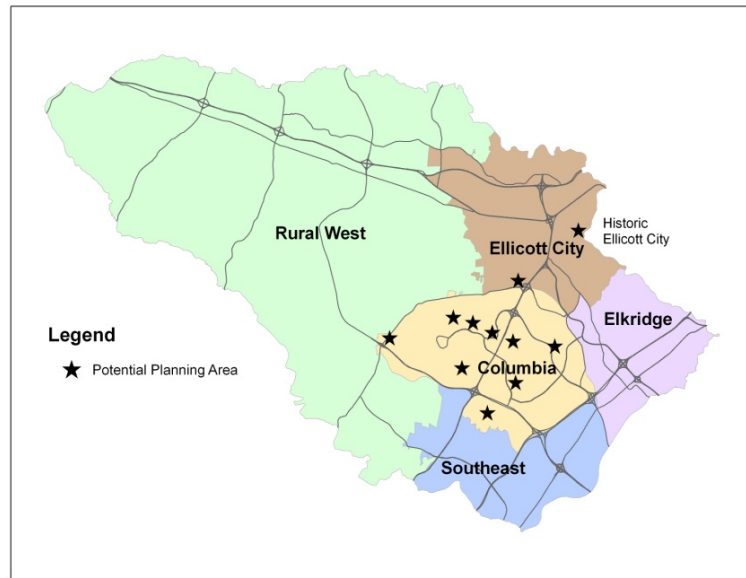 Rural West
Historic
Ellicott City
Ellicott City
Elkridge
Legend
Potential Planning Area
Columbia
Southeast